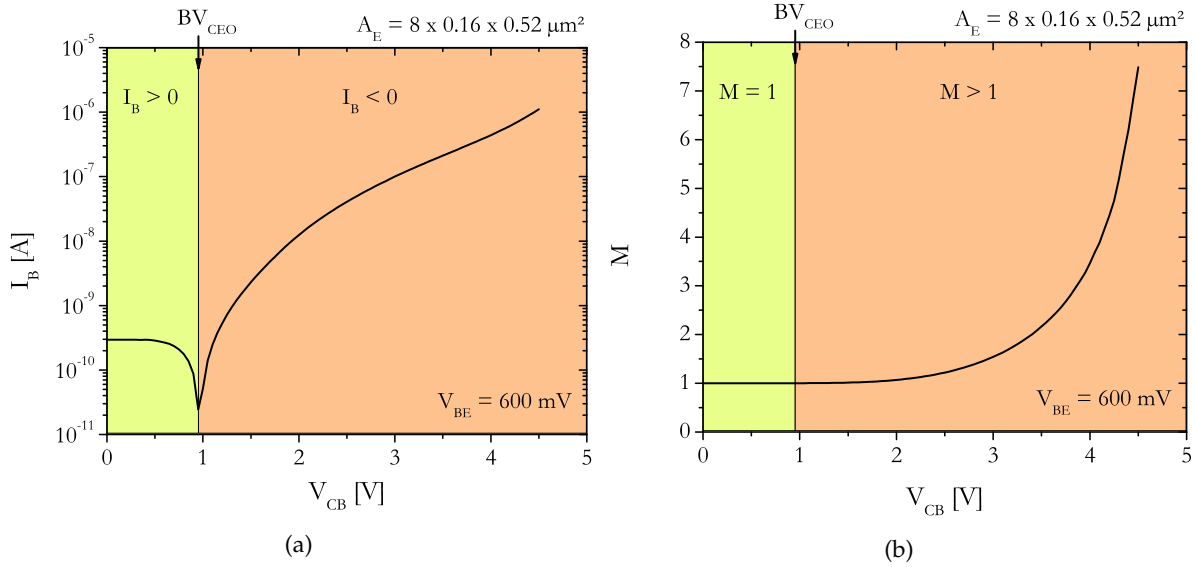 BV_CEO
A_E = 8 x 0.16 x 0.52 µm²
10⁻⁵
10⁻⁶
10⁻⁷
10⁻⁸
10⁻⁹
10⁻¹⁰
10⁻¹¹
I_B [A]
I_B > 0
I_B < 0
V_BE = 600 mV
0 1 2 3 4 5
V_CB [V]
(a)
BV_CEO
A_E = 8 x 0.16 x 0.52 µm²
8
7
6
5
4
3
2
1
0
M
M = 1
M > 1
V_BE = 600 mV
0 1 2 3 4 5
V_CB [V]
(b)